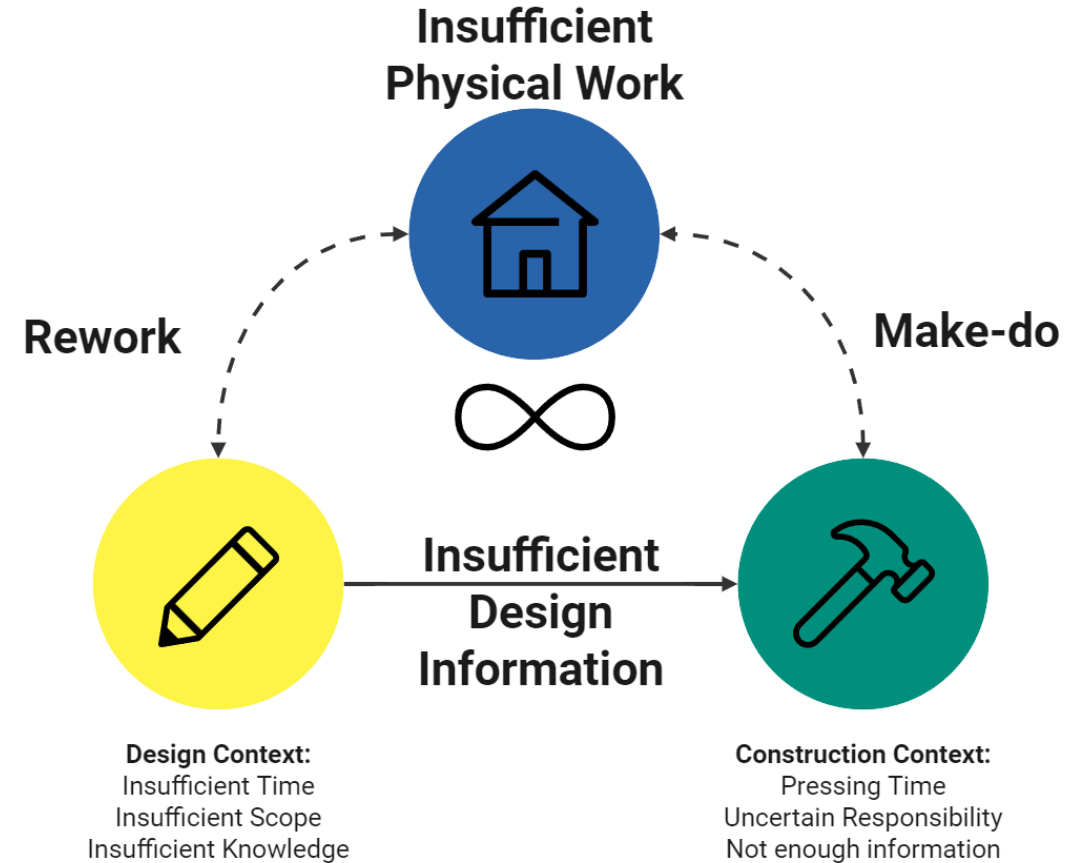 Insufficient
Physical Work
Rework
Make-do
Insufficient
Design
Information
Design Context:
Insufficient Time
Insufficient Scope
Insufficient Knowledge
Construction Context:
Pressing Time
Uncertain Responsibility
Not enough information